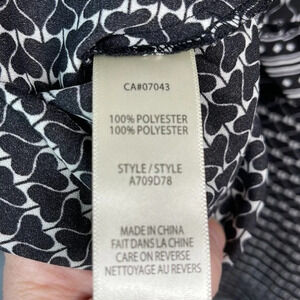 CA#07043
100% POLYESTER
100% POLYESTER
STYLE / STYLE
A709D78
MADE IN CHINA
FAIT DANS LA CHINE
CARE ON REVERSE
NETTOYAGE AU REVERS